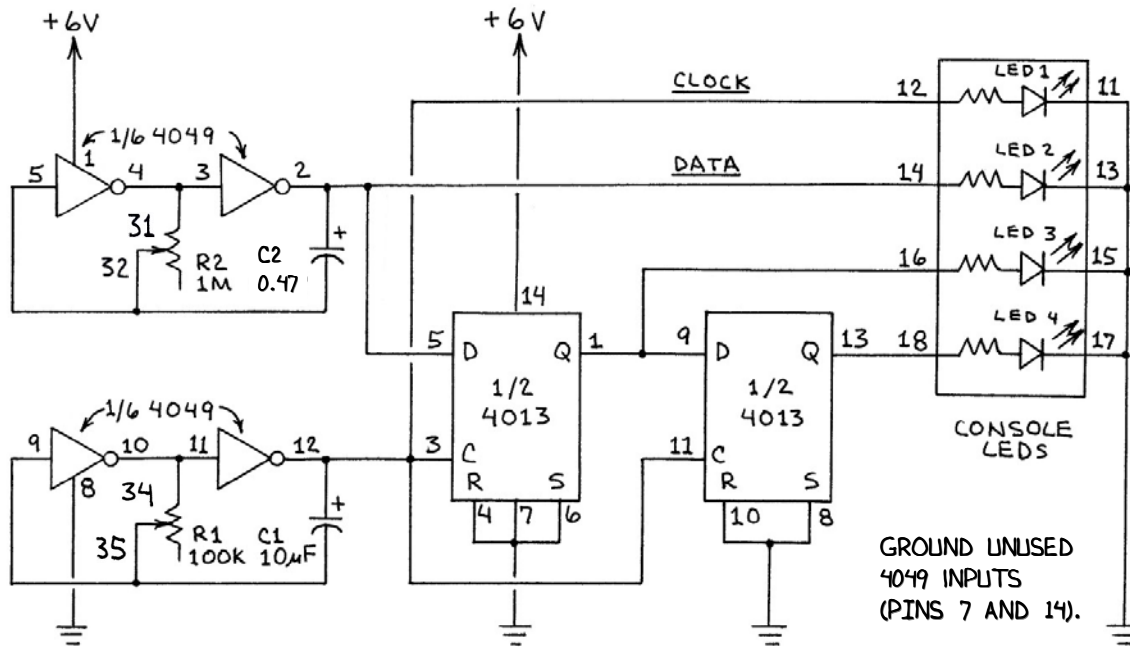 +6V
+6V
CLOCK
12
LED 1
11
1/6 4049
1
5
4
3
2
DATA
14
LED 2
13
31
32
R2
1M
C2
0.47
+
16
LED 3
15
14
5
D
Q
1
9
D
Q
13
18
LED 4
17
1/2
4013
1/2
4013
CONSOLE
LEDS
1/6 4049
9
10
11
12
8
3
C
11
C
R
S
R
S
4
7
6
10
8
34
35
R1
100K
C1
10μF
+
GROUND UNUSED
4049 INPUTS
(PINS 7 AND 14).